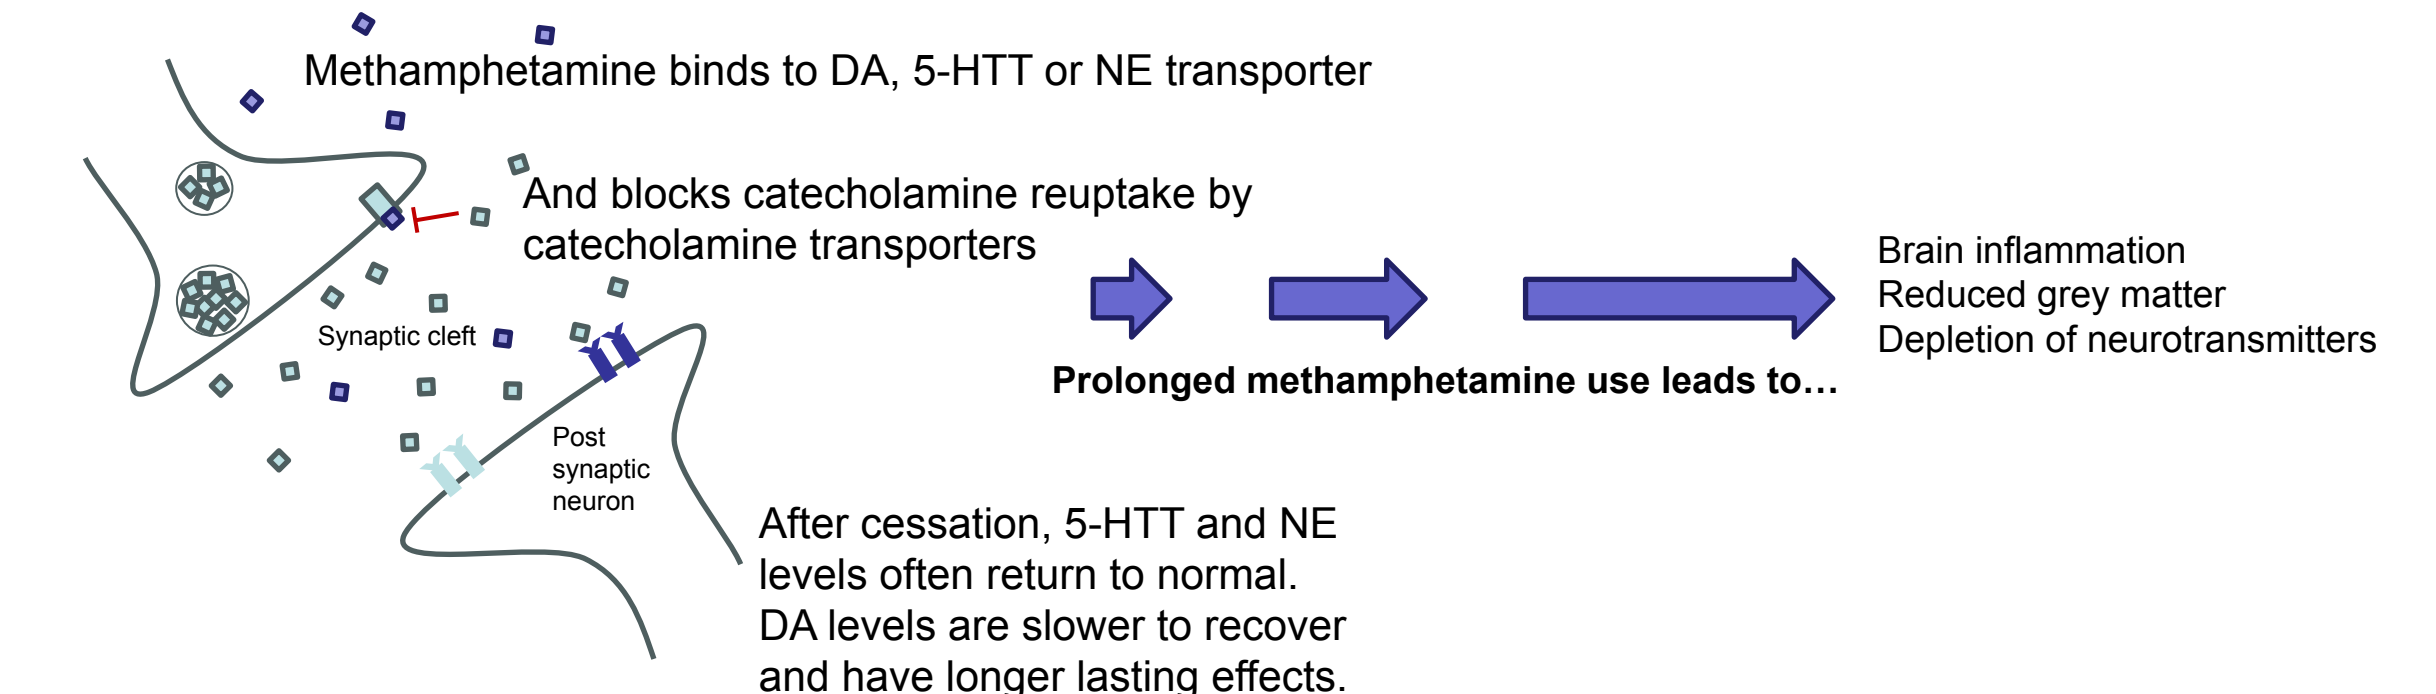 Methamphetamine binds to DA, 5-HTT or NE transporter
And blocks catecholamine reuptake by
catecholamine transporters
Synaptic cleft
Post
synaptic
neuron
Prolonged methamphetamine use leads to…
Brain inflammation
Reduced grey matter
Depletion of neurotransmitters
After cessation, 5-HTT and NE
levels often return to normal.
DA levels are slower to recover
and have longer lasting effects.